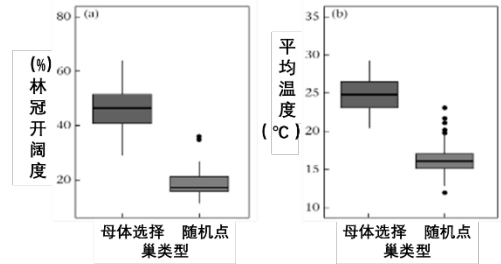 (a)
(%)
林冠开阔度
80
60
40
20
母体选择 随机点
巢类型
(b)
平均温度
(℃)
35
30
25
20
15
10
母体选择 随机点
巢类型